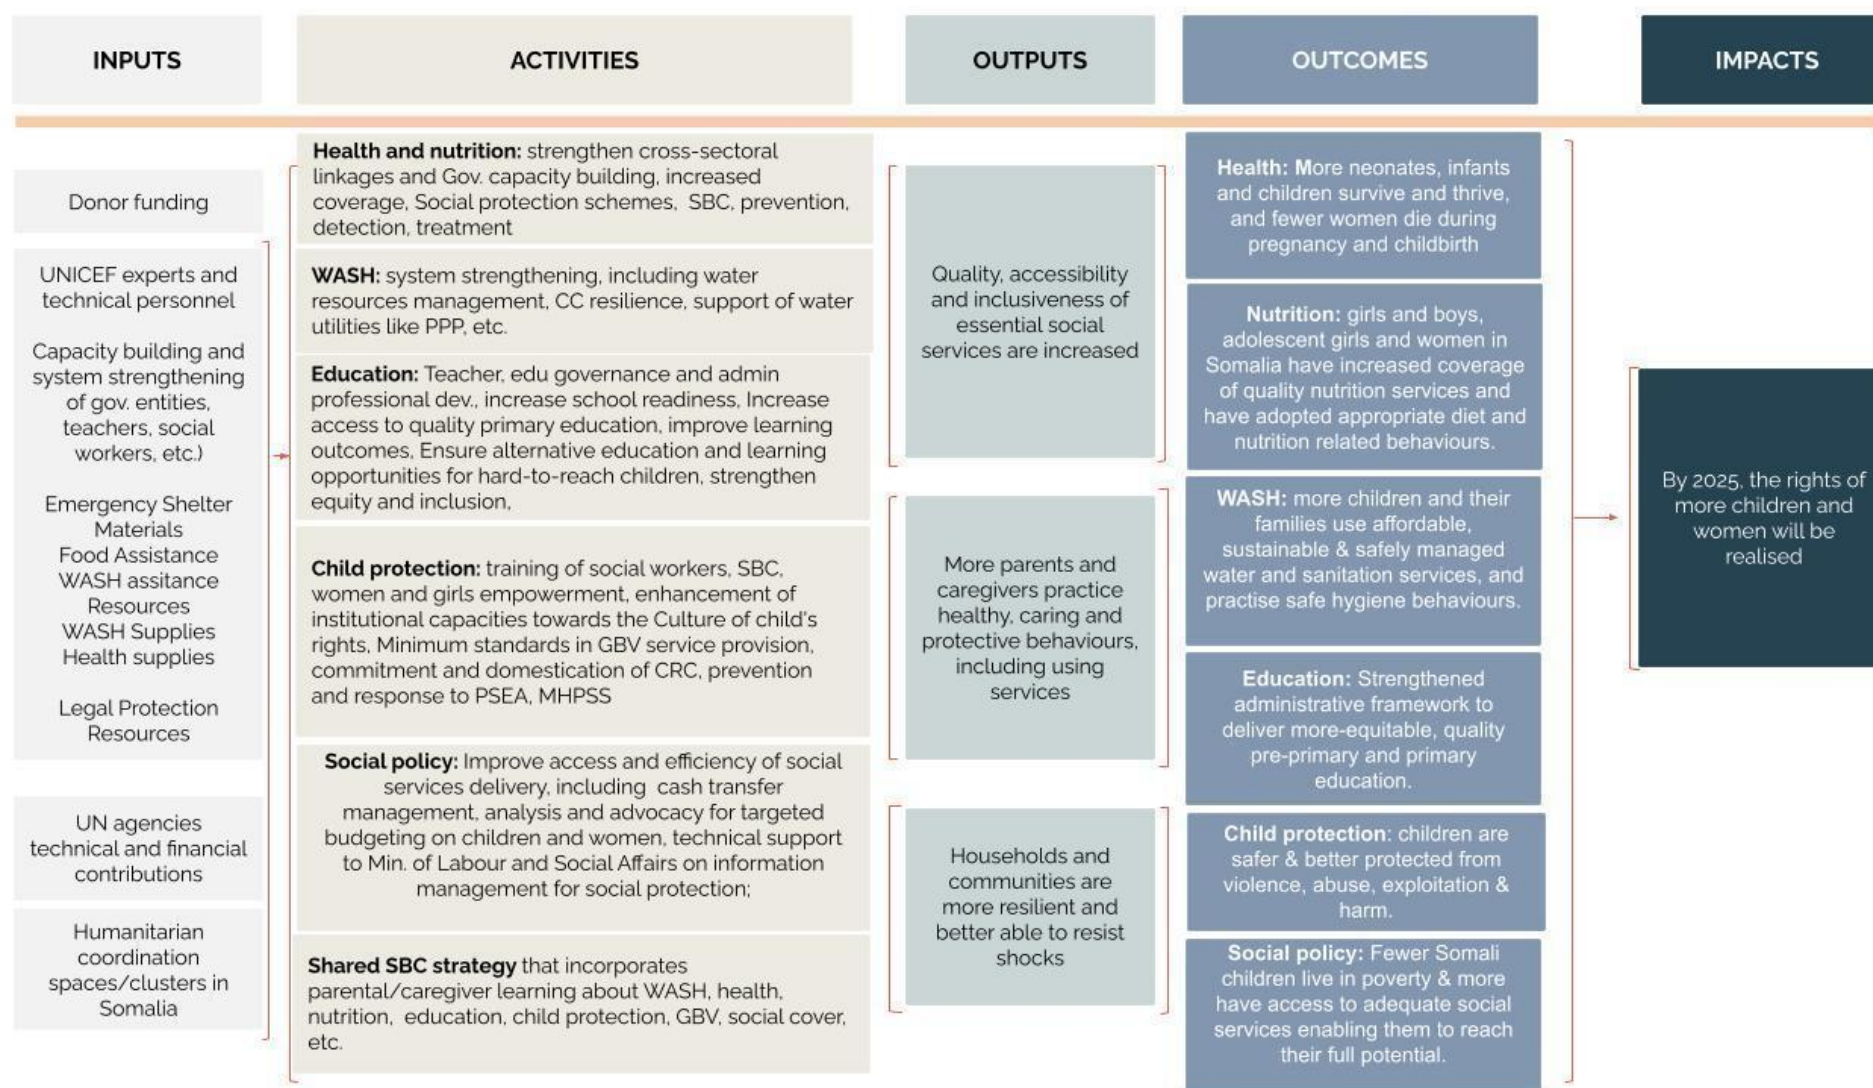 INPUTS
ACTIVITIES
OUTPUTS
OUTCOMES
IMPACTS
Donor funding
UNICEF experts and
technical personnel
Capacity building and
system strengthening
of gov. entities,
teachers, social
workers, etc.)
Emergency Shelter
Materials
Food Assistance
WASH assitance
Resources
WASH Supplies
Health supplies
Legal Protection
Resources
UN agencies
technical and financial
contributions
Humanitarian
coordination
spaces/clusters in
Somalia
Health and nutrition: strengthen cross-sectoral
linkages and Gov. capacity building, increased
coverage, Social protection schemes, SBC, prevention,
detection, treatment
WASH: system strengthening, including water
resources management, CC resilience, support of water
utilities like PPP, etc.
Education: Teacher, edu governance and admin
professional dev., increase school readiness, Increase
access to quality primary education, improve learning
outcomes, Ensure alternative education and learning
opportunities for hard-to-reach children, strengthen
equity and inclusion,
Child protection: training of social workers, SBC,
women and girls empowerment, enhancement of
institutional capacities towards the Culture of child's
rights, Minimum standards in GBV service provision,
commitment and domestication of CRC, prevention
and response to PSEA, MHPSS
Social policy: Improve access and efficiency of social
services delivery, including cash transfer
management, analysis and advocacy for targeted
budgeting on children and women, technical support
to Min. of Labour and Social Affairs on information
management for social protection;
Shared SBC strategy that incorporates
parental/caregiver learning about WASH, health,
nutrition, education, child protection, GBV, social cover,
etc.
Quality, accessibility
and inclusiveness of
essential social
services are increased
More parents and
caregivers practice
healthy, caring and
protective behaviours,
including using
services
Households and
communities are
more resilient and
better able to resist
shocks
Health: More neonates, infants
and children survive and thrive,
and fewer women die during
pregnancy and childbirth
Nutrition: girls and boys,
adolescent girls and women in
Somalia have increased coverage
of quality nutrition services and
have adopted appropriate diet and
nutrition related behaviours.
WASH: more children and their
families use affordable,
sustainable & safely managed
water and sanitation services, and
practise safe hygiene behaviours.
Education: Strengthened
administrative framework to
deliver more-equitable, quality
pre-primary and primary
education.
Child protection: children are
safer & better protected from
violence, abuse, exploitation &
harm.
Social policy: Fewer Somali
children live in poverty & more
have access to adequate social
services enabling them to reach
their full potential.
By 2025, the rights of
more children and
women will be
realised